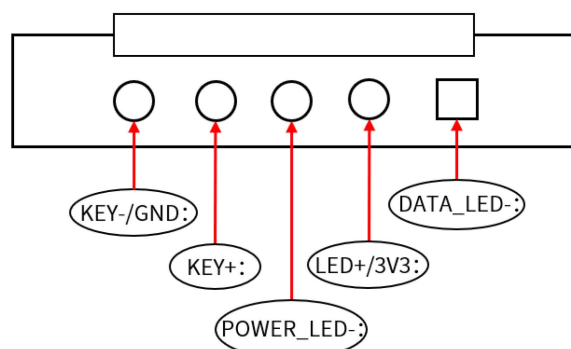 KEY-/GND:
KEY+:
POWER_LED-:
LED+/3V3:
DATA_LED-: